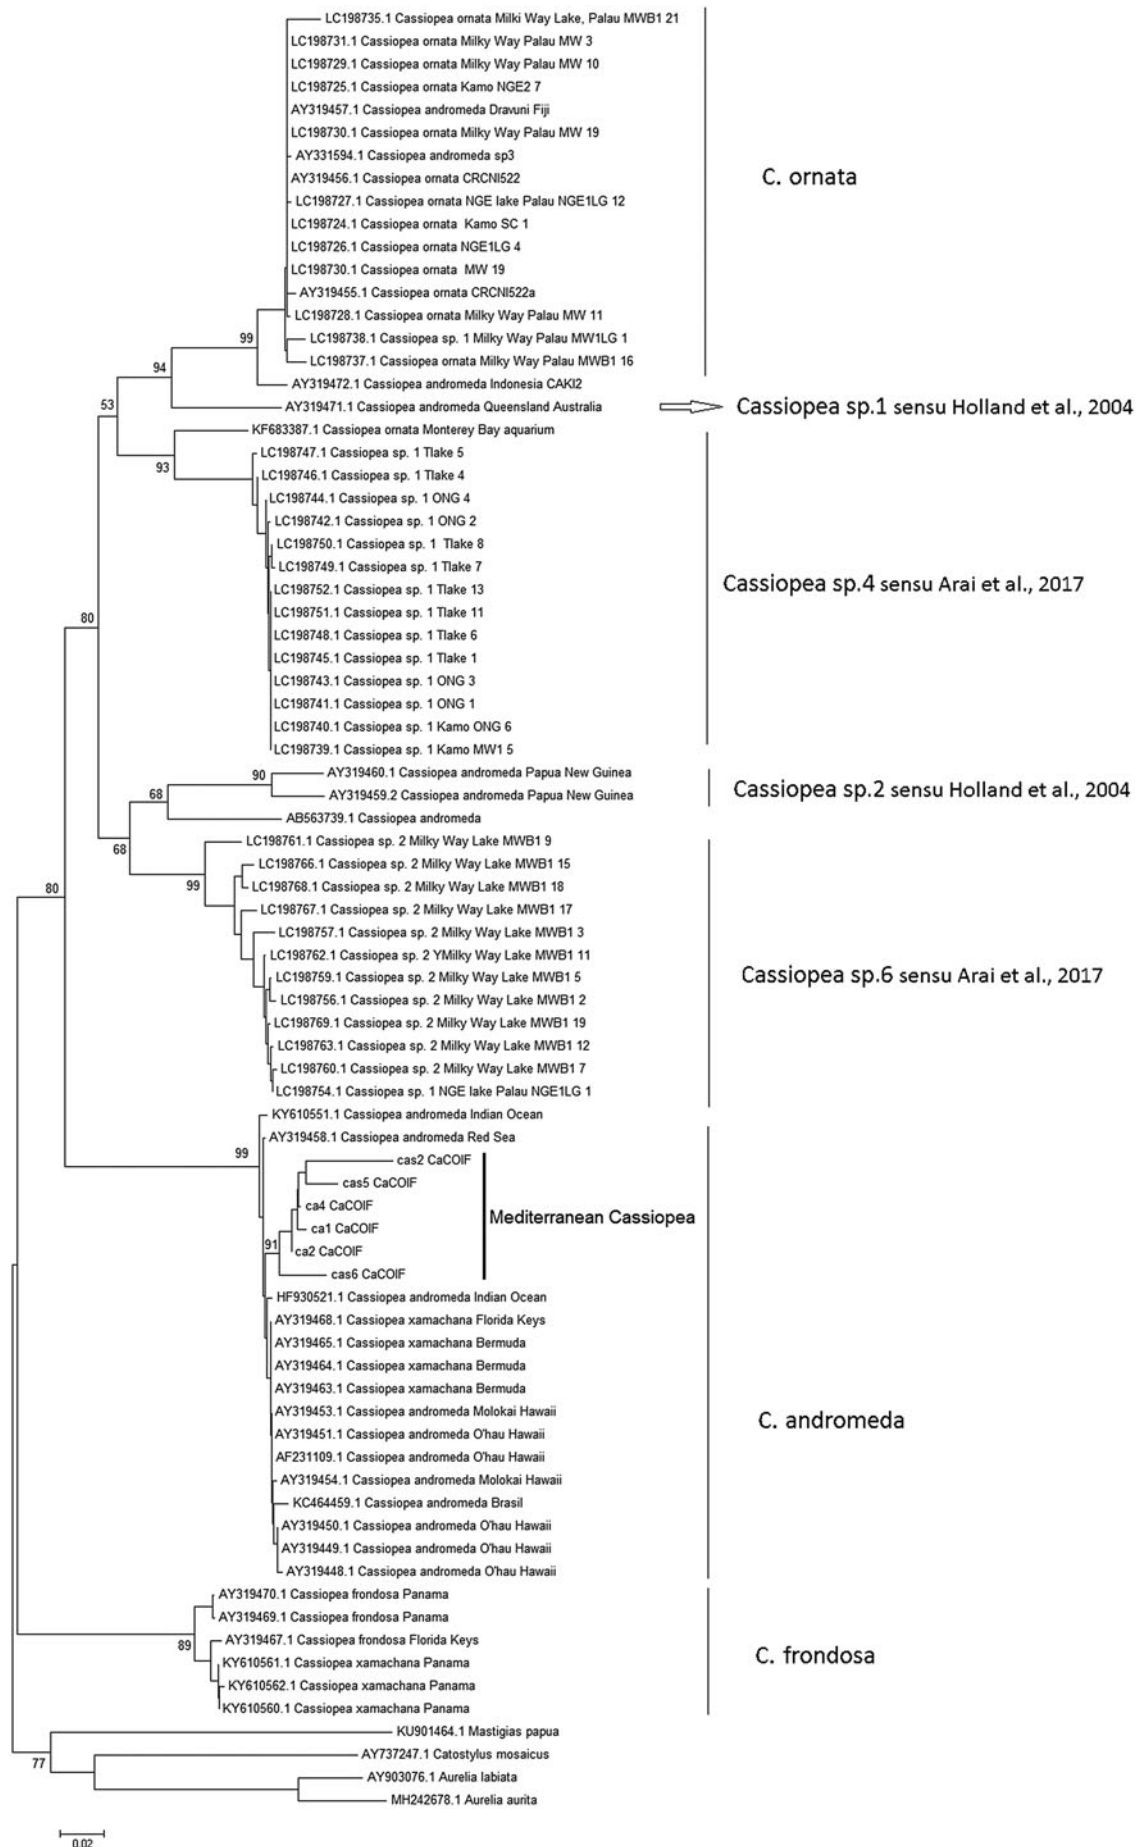 LC198735.1 Cassiopea ornata Milki Way Lake, Palau MWB1 21
LC198731.1 Cassiopea ornata Milky Way Palau MW 3
LC198729.1 Cassiopea ornata Milky Way Palau MW 10
LC198725.1 Cassiopea ornata Kamo NGE2 7
AY319457.1 Cassiopea andromeda Dravuni Fiji
LC198730.1 Cassiopea ornata Milky Way Palau MW 19
AY331594.1 Cassiopea andromeda sp3
C. ornata
AY319456.1 Cassiopea ornata CRCNI522
LC198727.1 Cassiopea ornata NGE lake Palau NGE1LG 12
LC198724.1 Cassiopea ornata Kamo SC 1
LC198726.1 Cassiopea ornata NGE1LG 4
LC198730.1 Cassiopea ornata MW 19
AY319455.1 Cassiopea ornata CRCNI522a
LC198728.1 Cassiopea ornata Milky Way Palau MW 11
99
LC198738.1 Cassiopea sp. 1 Milky Way Palau MW1LG 1
LC198737.1 Cassiopea ornata Milky Way Palau MWB1 16
94
AY319472.1 Cassiopea andromeda Indonesia CAKI2
53
AY319471.1 Cassiopea andromeda Queensland Australia
Cassiopea sp.1 sensu Holland et al., 2004
KF683387.1 Cassiopea ornata Monterey Bay aquarium
93
LC198747.1 Cassiopea sp. 1 Tlake 5
LC198746.1 Cassiopea sp. 1 Tlake 4
LC198744.1 Cassiopea sp. 1 ONG 4
LC198742.1 Cassiopea sp. 1 ONG 2
LC198750.1 Cassiopea sp. 1 Tlake 8
LC198749.1 Cassiopea sp. 1 Tlake 7
Cassiopea sp.4 sensu Arai et al., 2017
LC198752.1 Cassiopea sp. 1 Tlake 13
LC198751.1 Cassiopea sp. 1 Tlake 11
80
LC198748.1 Cassiopea sp. 1 Tlake 6
LC198745.1 Cassiopea sp. 1 Tlake 1
LC198743.1 Cassiopea sp. 1 ONG 3
LC198741.1 Cassiopea sp. 1 ONG 1
LC198740.1 Cassiopea sp. 1 Kamo ONG 6
LC198739.1 Cassiopea sp. 1 Kamo MW1 5
90
AY319460.1 Cassiopea andromeda Papua New Guinea
Cassiopea sp.2 sensu Holland et al., 2004
AY319459.2 Cassiopea andromeda Papua New Guinea
68
AB563739.1 Cassiopea andromeda
68
LC198761.1 Cassiopea sp. 2 Milky Way Lake MWB1 9
LC198766.1 Cassiopea sp. 2 Milky Way Lake MWB1 15
80
99
LC198768.1 Cassiopea sp. 2 Milky Way Lake MWB1 18
LC198767.1 Cassiopea sp. 2 Milky Way Lake MWB1 17
LC198757.1 Cassiopea sp. 2 Milky Way Lake MWB1 3
LC198762.1 Cassiopea sp. 2 YMilky Way Lake MWB1 11
Cassiopea sp.6 sensu Arai et al., 2017
LC198759.1 Cassiopea sp. 2 Milky Way Lake MWB1 5
LC198756.1 Cassiopea sp. 2 Milky Way Lake MWB1 2
LC198769.1 Cassiopea sp. 2 Milky Way Lake MWB1 19
LC198763.1 Cassiopea sp. 2 Milky Way Lake MWB1 12
LC198760.1 Cassiopea sp. 2 Milky Way Lake MWB1 7
LC198754.1 Cassiopea sp. 1 NGE lake Palau NGE1LG 1
KY610551.1 Cassiopea andromeda Indian Ocean
99
AY319458.1 Cassiopea andromeda Red Sea
cas2 CaCOIF
cas5 CaCOIF
ca4 CaCOIF
Mediterranean Cassiopea
ca1 CaCOIF
91
ca2 CaCOIF
cas6 CaCOIF
HF930521.1 Cassiopea andromeda Indian Ocean
AY319468.1 Cassiopea xamachana Florida Keys
AY319465.1 Cassiopea xamachana Bermuda
AY319464.1 Cassiopea xamachana Bermuda
AY319463.1 Cassiopea xamachana Bermuda
AY319453.1 Cassiopea andromeda Molokai Hawaii
C. andromeda
AY319451.1 Cassiopea andromeda O'hau Hawaii
AF231109.1 Cassiopea andromeda O'hau Hawaii
AY319454.1 Cassiopea andromeda Molokai Hawaii
KC464459.1 Cassiopea andromeda Brasil
AY319450.1 Cassiopea andromeda O'hau Hawaii
AY319449.1 Cassiopea andromeda O'hau Hawaii
AY319448.1 Cassiopea andromeda O'hau Hawaii
AY319470.1 Cassiopea frondosa Panama
AY319469.1 Cassiopea frondosa Panama
89
AY319467.1 Cassiopea frondosa Florida Keys
C. frondosa
KY610561.1 Cassiopea xamachana Panama
KY610562.1 Cassiopea xamachana Panama
KY610560.1 Cassiopea xamachana Panama
KU901464.1 Mastigias papua
77
AY737247.1 Catostylus mosaicus
AY903076.1 Aurelia labiata
MH242678.1 Aurelia aurita
0.02